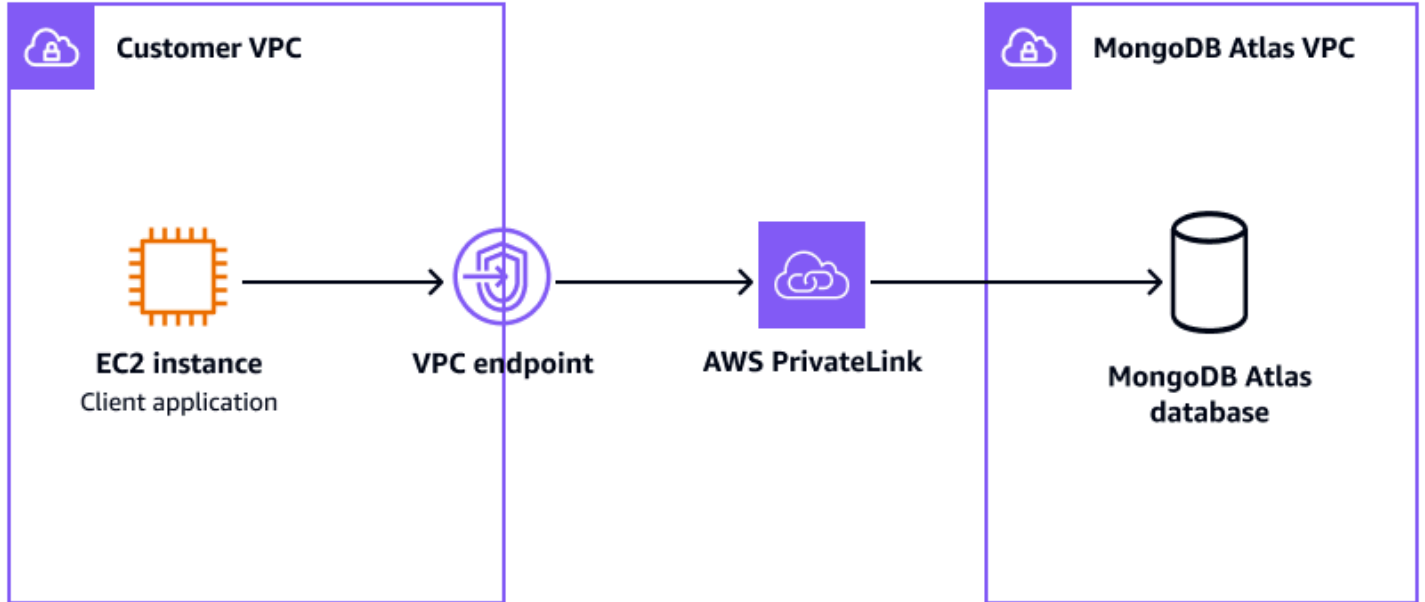 Customer VPC
MongoDB Atlas VPC
EC2 instance
Client application
VPC endpoint
AWS PrivateLink
MongoDB Atlas
database